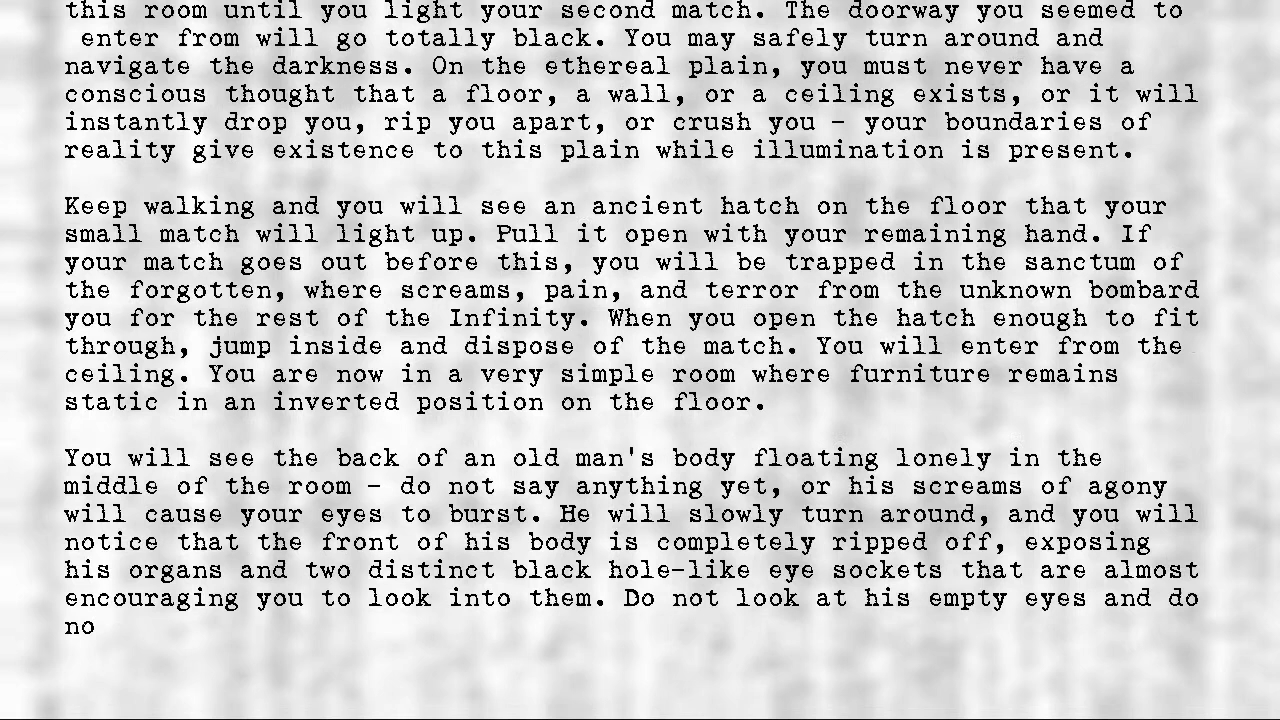 this room until you light your second match. The doorway you seemed to
enter from will go totally black. You may safely turn around and
navigate the darkness. On the ethereal plain, you must never have a
conscious thought that a floor, a wall, or a ceiling exists, or it will
instantly drop you, rip you apart, or crush you - your boundaries of
reality give existence to this plain while illumination is present.

Keep walking and you will see an ancient hatch on the floor that your
small match will light up. Pull it open with your remaining hand. If
your match goes out before this, you will be trapped in the sanctum of
the forgotten, where screams, pain, and terror from the unknown bombard
you for the rest of the Infinity. When you open the hatch enough to fit
through, jump inside and dispose of the match. You will enter from the
ceiling. You are now in a very simple room where furniture remains
static in an inverted position on the floor.

You will see the back of an old man's body floating lonely in the
middle of the room - do not say anything yet, or his screams of agony
will cause your eyes to burst. He will slowly turn around, and you will
notice that the front of his body is completely ripped off, exposing
his organs and two distinct black hole-like eye sockets that are almost
encouraging you to look into them. Do not look at his empty eyes and do
no